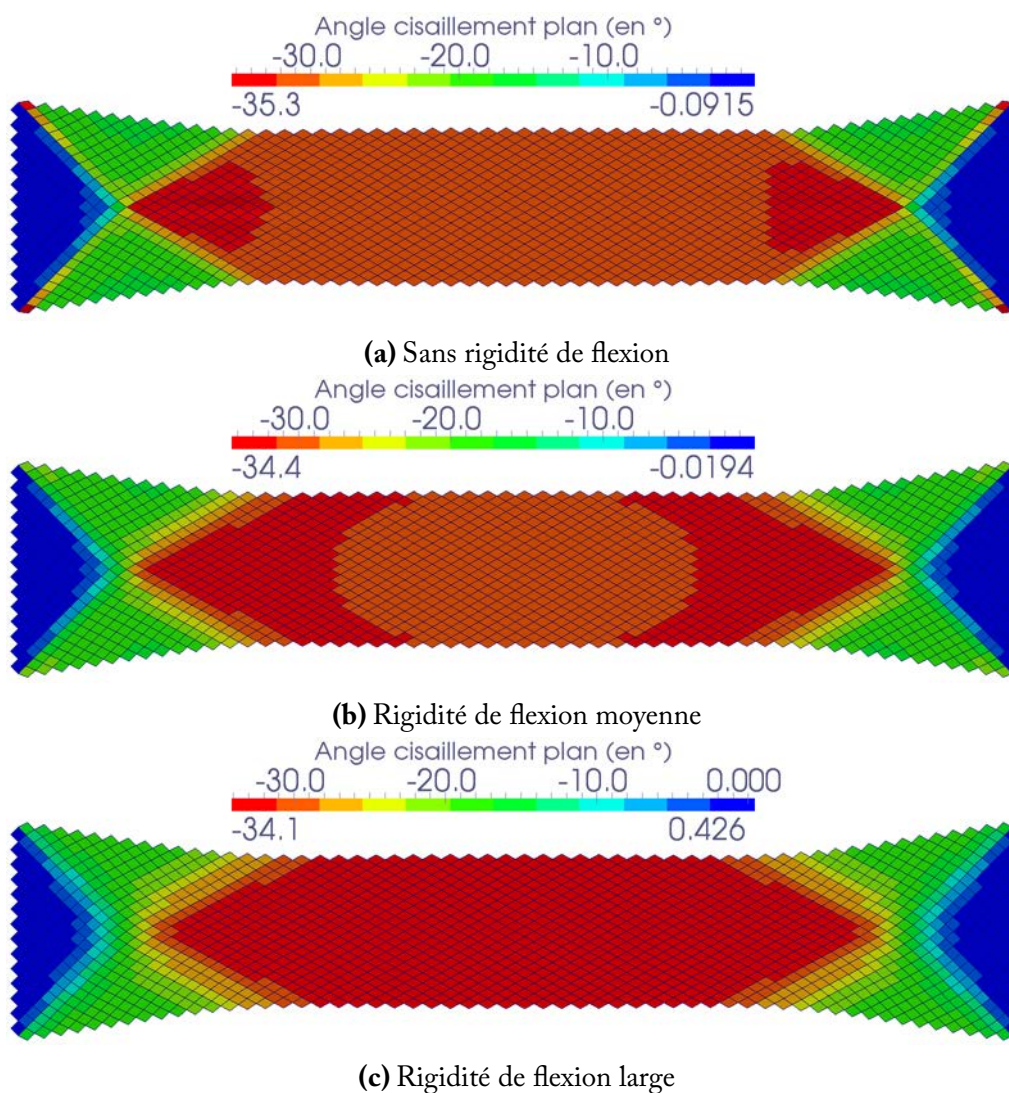 Angle cisaillement plan (en °)
-30.0 -20.0 -10.0
-35.3 -0.0915
(a) Sans rigidité de flexion
Angle cisaillement plan (en °)
-30.0 -20.0 -10.0
-34.4 -0.0194
(b) Rigidité de flexion moyenne
Angle cisaillement plan (en °)
-30.0 -20.0 -10.0 0.000
-34.1 0.426
(c) Rigidité de flexion large